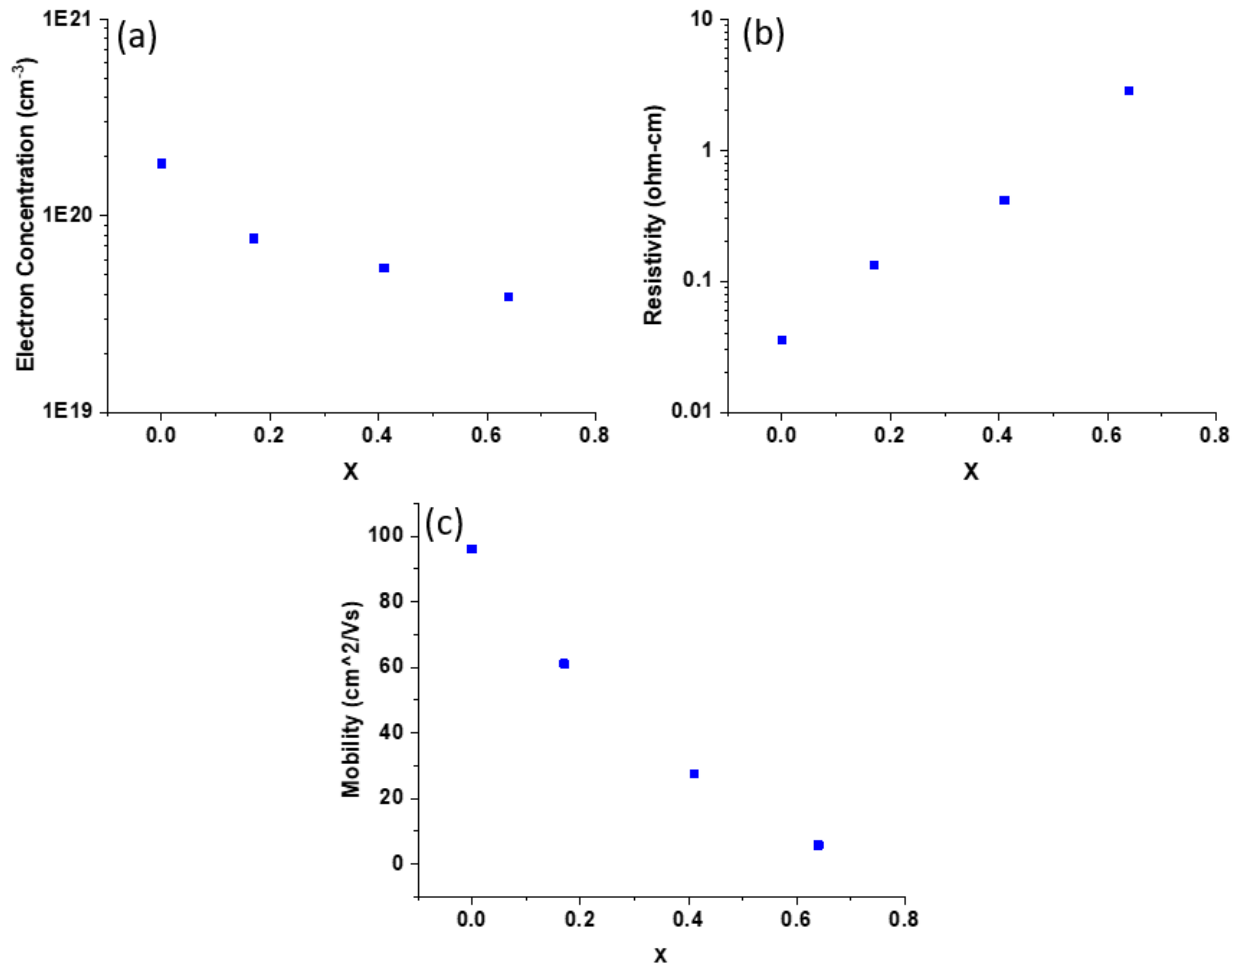 (a)
Electron Concentration (cm-3)
1E21
1E20
1E19
0.0 0.2 0.4 0.6 0.8
X
(b)
Resistivity (ohm-cm)
10
1
0.1
0.01
0.0 0.2 0.4 0.6 0.8
X
(c)
Mobility (cm^2/Vs)
100
80
60
40
20
0
0.0 0.2 0.4 0.6 0.8
x